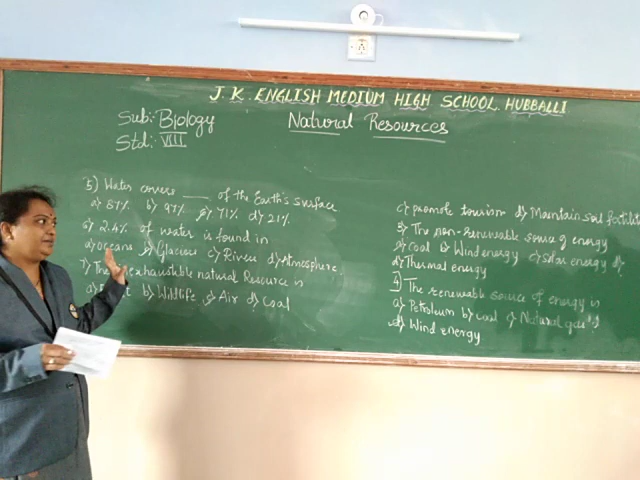 J. K. ENGLISH MEDIUM HIGH SCHOOL HUBBALLI
Sub:- Biology
Std:- VIII
Natural Resources
5) Water covers ____ of the Earth's surface
a) 87% b) 97% c) 71% d) 21%
6) 2.4% of water is found in
a) Oceans b) Glaciers c) Rivers d) Atmosphere.
7) The exhaustible natural Resource is
b) Wildlife c) Air d) Coal
c) promote tourism d) Maintain soil fertility
3) The non-renewable source of energy
a) Coal b) Wind energy c) solar energy
d) Thermal energy
4) The renewable source of energy is
a) Petroleum b) coal c) Natural gas
d) Wind energy